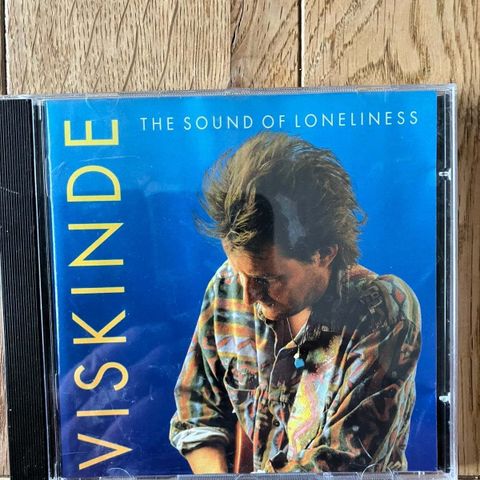 VISKINDE
THE SOUND OF LONELINESS